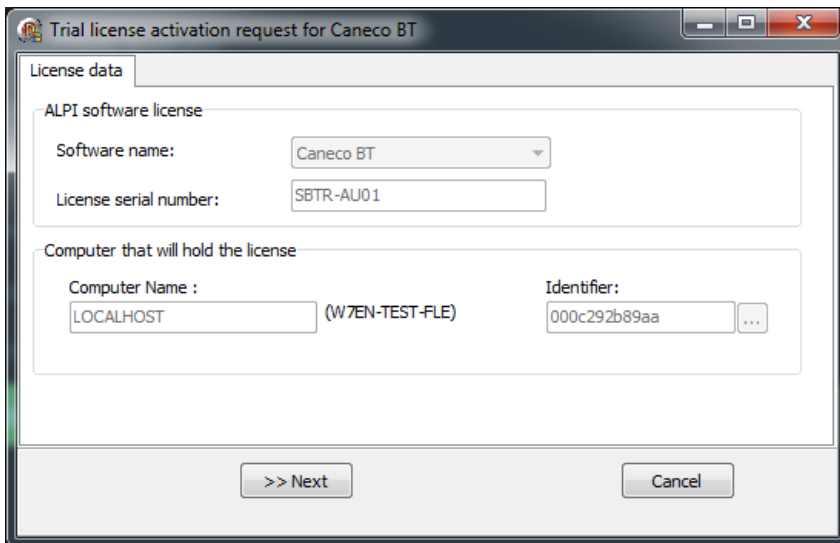 Trial license activation request for Caneco BT
License data
ALPI software license
Software name:
Caneco BT
License serial number:
SBTR-AU01
Computer that will hold the license
Computer Name :
Identifier:
LOCALHOST
(W7EN-TEST-FLE)
000c292b89aa
...
>> Next
Cancel